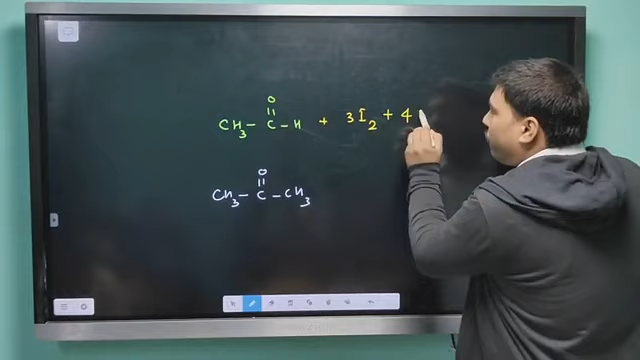 O
||
CH₃ – C – H + 3I₂ + 4
O
||
CH₃ – C – CH₃